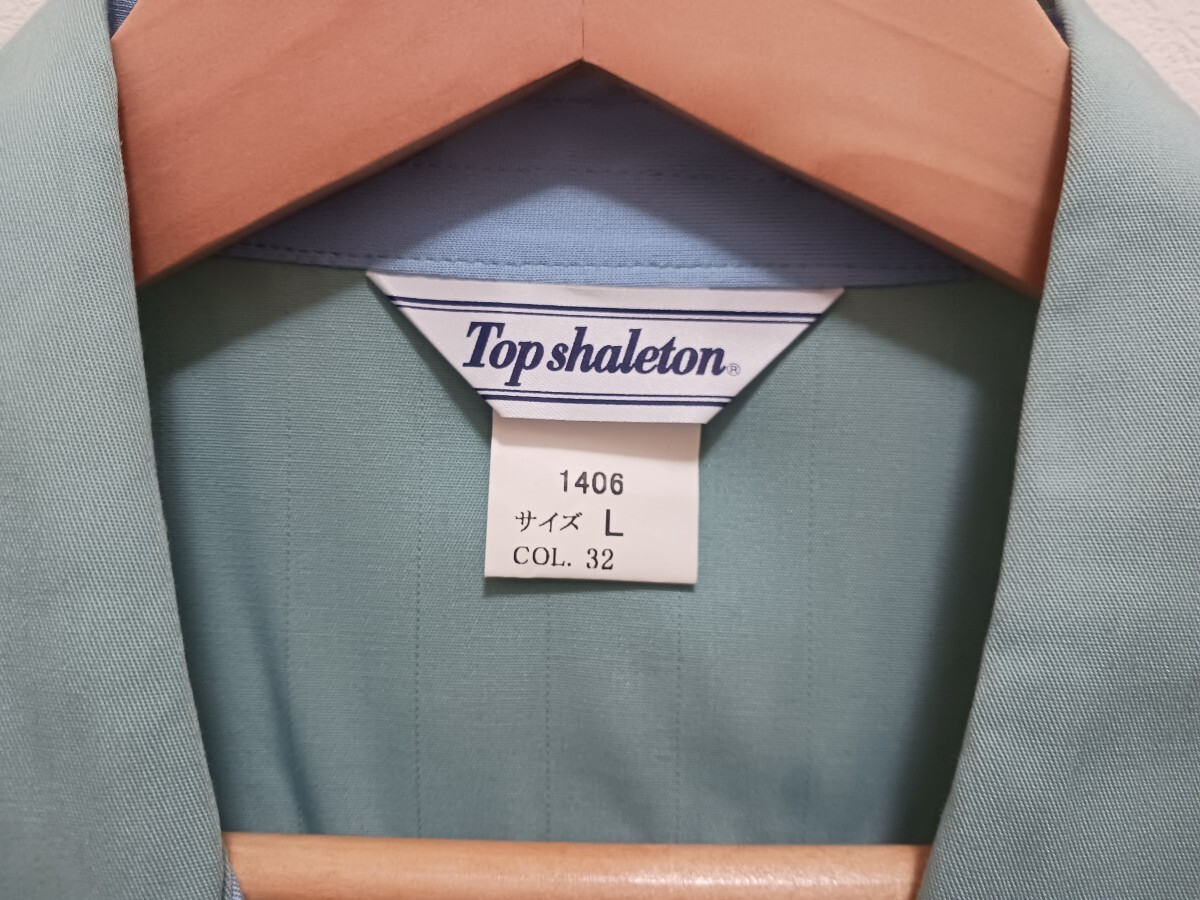 Top shaleton®
1406
サイズ L
COL. 32